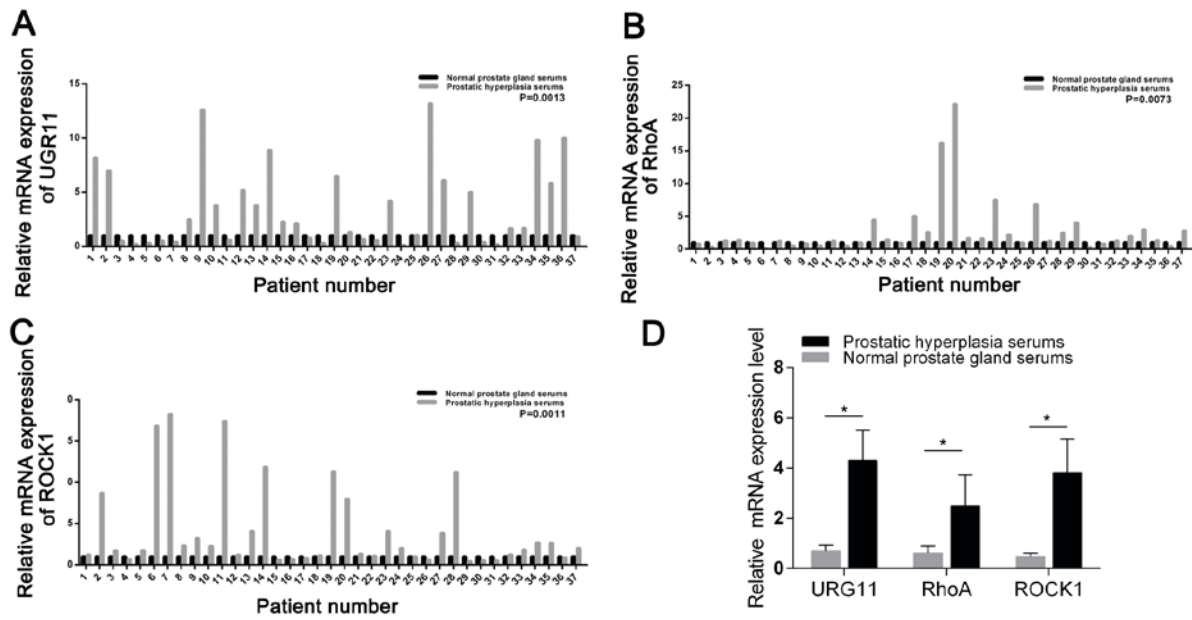 A
Relative mRNA expression
of UGR11
Normal prostate gland serums
Prostatic hyperplasia serums
P=0.0013
15
10
5
0
1 2 3 4 5 6 7 8 9 10 11 12 13 14 15 16 17 18 19 20 21 22 23 24 25 26 27 28 29 30 31 32 33 34 35 36 37
Patient number
B
Relative mRNA expression
of RhoA
Normal prostate gland serums
Prostatic hyperplasia serums
P=0.0073
25
20
15
10
5
0
1 2 3 4 5 6 7 8 9 10 11 12 13 14 15 16 17 18 19 20 21 22 23 24 25 26 27 28 29 30 31 32 33 34 35 36 37
Patient number
C
Relative mRNA expression
of ROCK1
Normal prostate gland serums
Prostatic hyperplasia serums
P=0.0011
0
5
0
5
0
1 2 3 4 5 6 7 8 9 10 11 12 13 14 15 16 17 18 19 20 21 22 23 24 25 26 27 28 29 30 31 32 33 34 35 36 37
Patient number
D
Relative mRNA expression level
Prostatic hyperplasia serums
Normal prostate gland serums
8
6
4
2
0
* * *
URG11 RhoA ROCK1